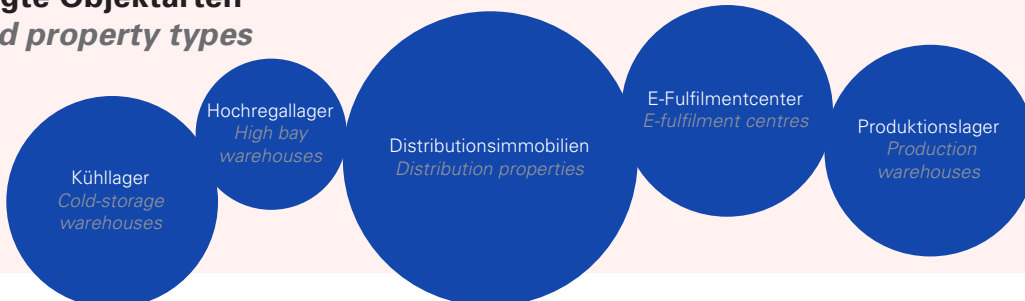 gte Objektarten
d property types
Kühllager
Cold-storage
warehouses
Hochregallager
High bay
warehouses
Distributionsimmobilien
Distribution properties
E-Fulfilmentcenter
E-fulfilment centres
Produktionslager
Production
warehouses